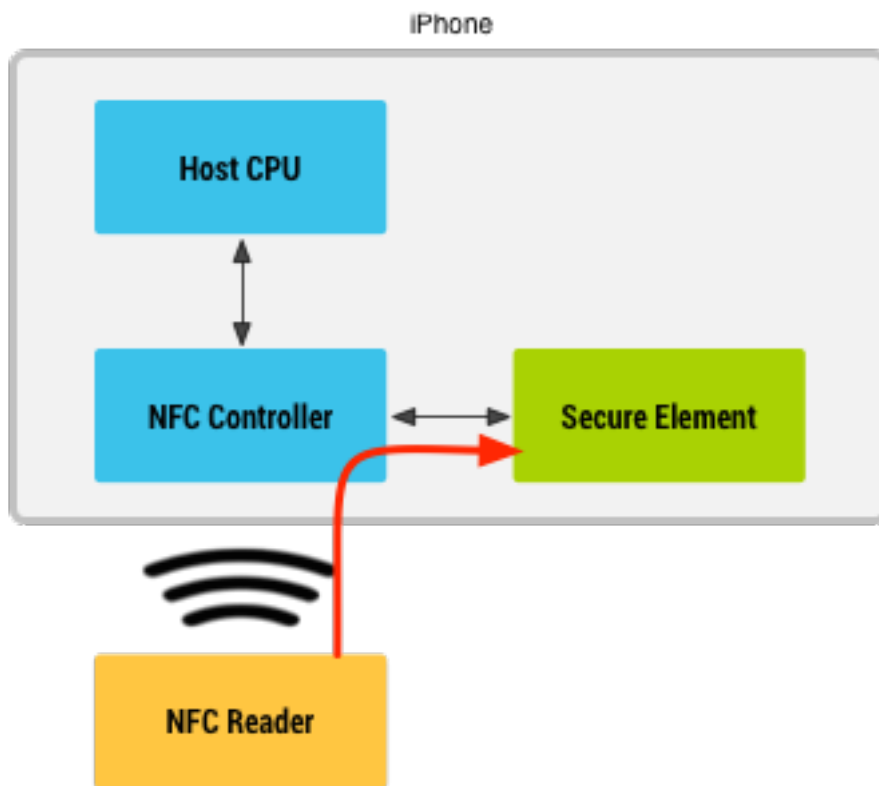 iPhone
Host CPU
NFC Controller
Secure Element
NFC Reader